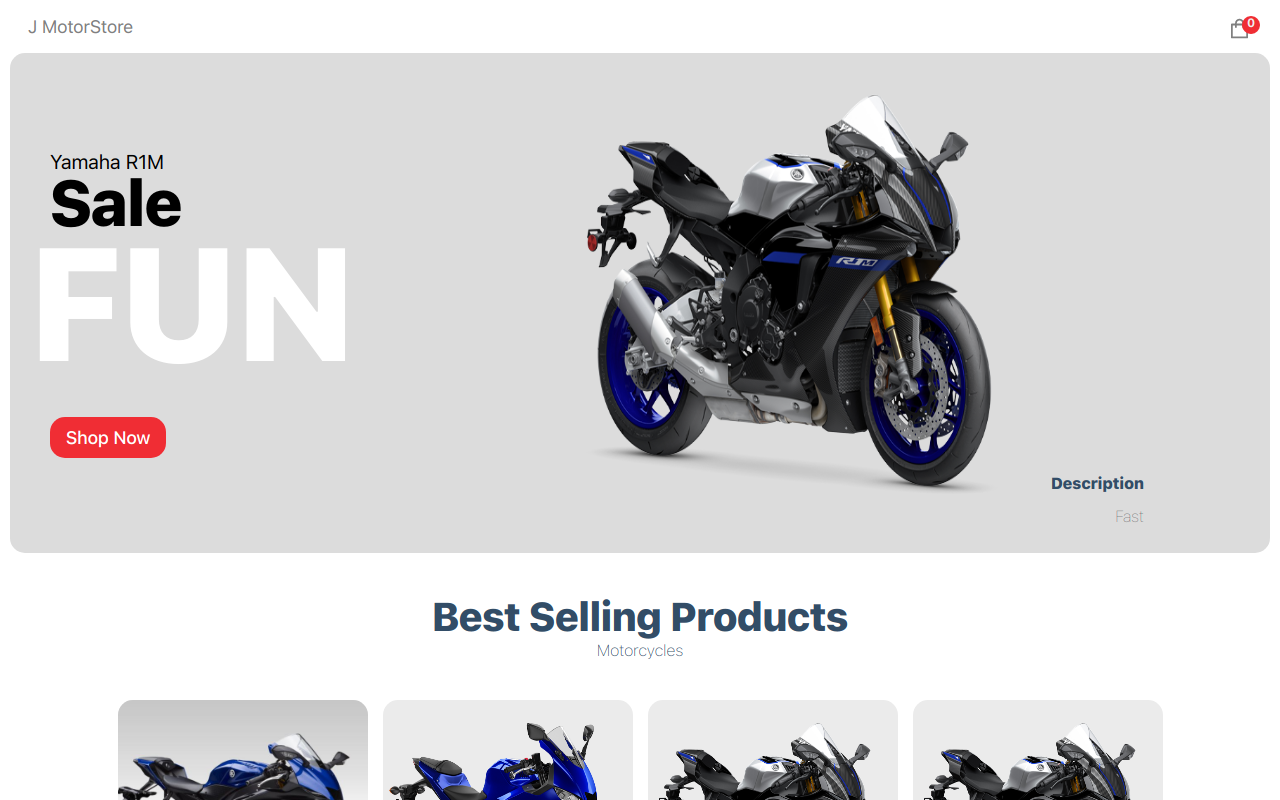 J MotorStore
0
Yamaha R1M
Sale
FUN
R1M
Shop Now
Description
Fast
Best Selling Products
Motorcycles